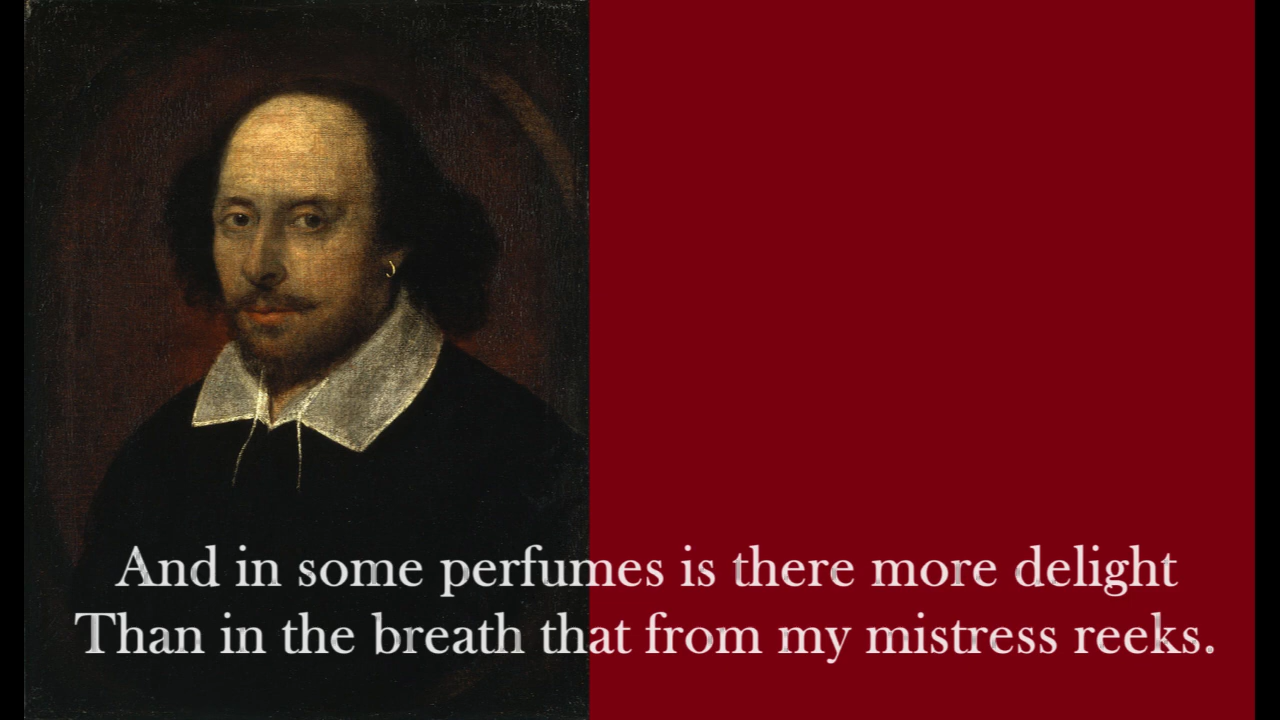 And in some perfumes is there more delight
Than in the breath that from my mistress reeks.